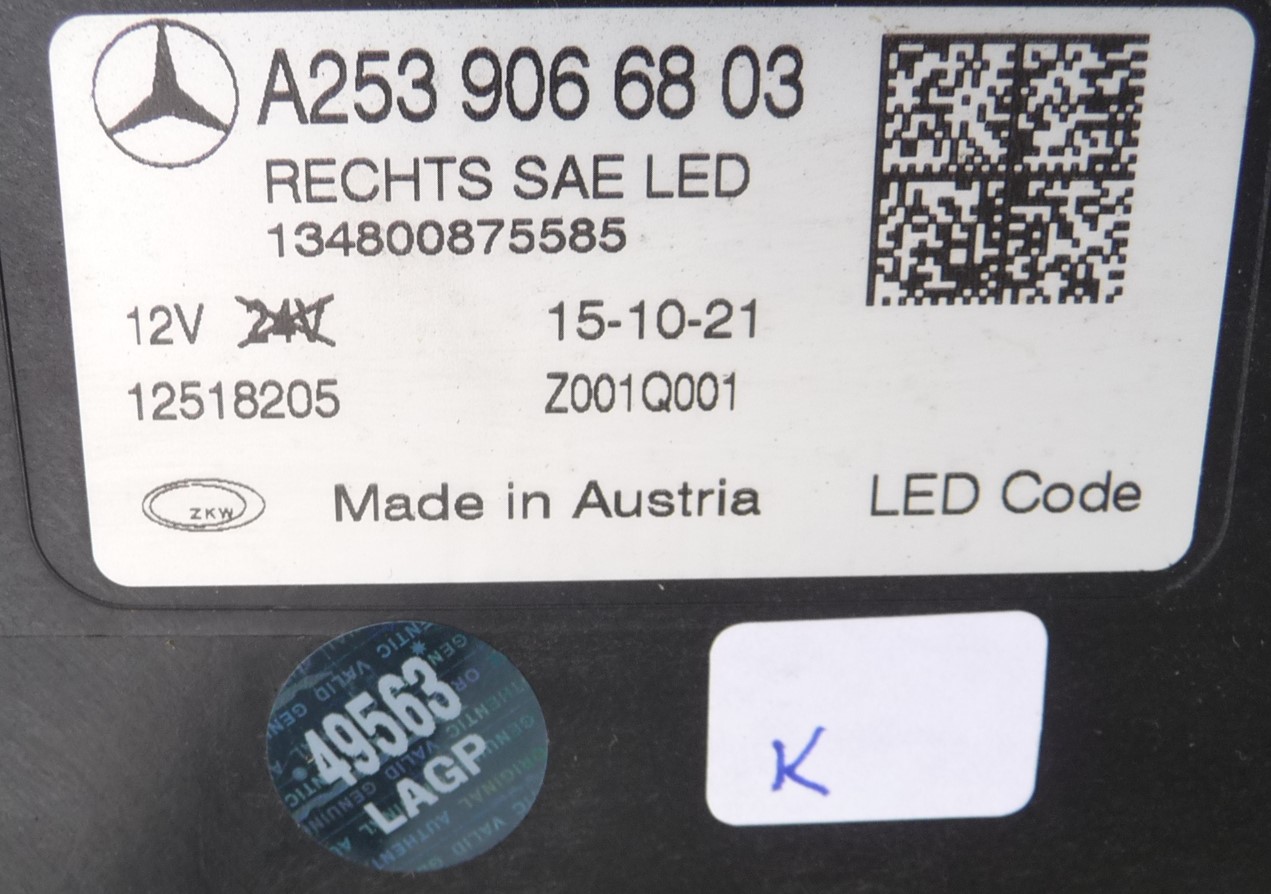 A253 906 68 03
RECHTS SAE LED
134800875585
12V 24V
15-10-21
12518205
Z001Q001
ZKW
Made in Austria
LED Code
49563
LAGP
K